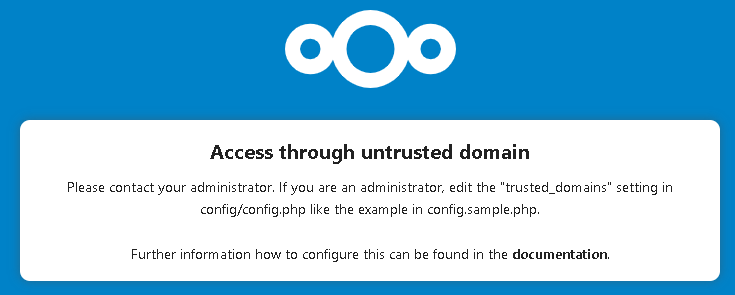 Access through untrusted domain
Please contact your administrator. If you are an administrator, edit the "trusted_domains" setting in
config/config.php like the example in config.sample.php.
Further information how to configure this can be found in the documentation.